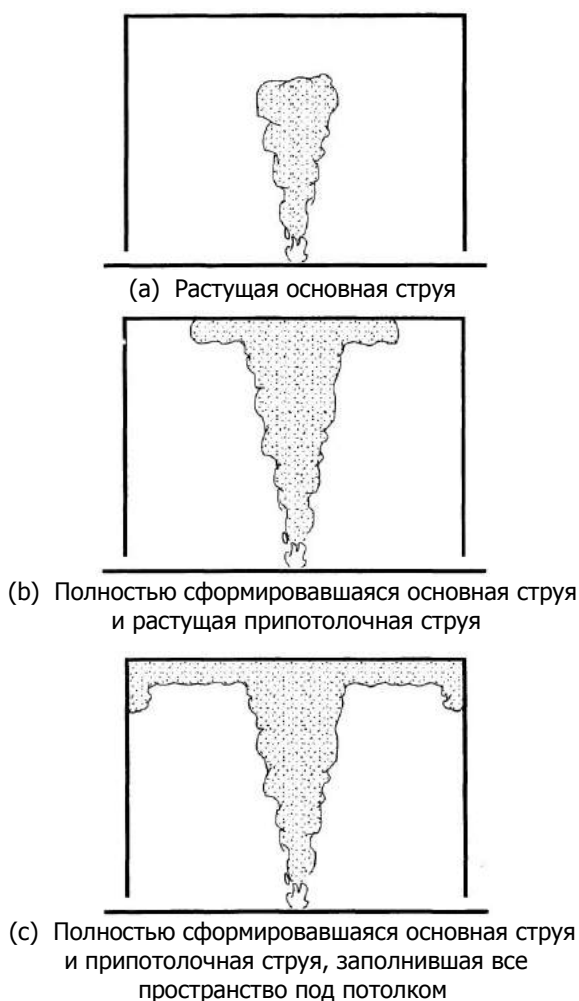 (a) Растущая основная струя
(b) Полностью сформировавшаяся основная струя
и растущая припотолочная струя
(c) Полностью сформировавшаяся основная струя
и припотолочная струя, заполнившая все
пространство под потолком